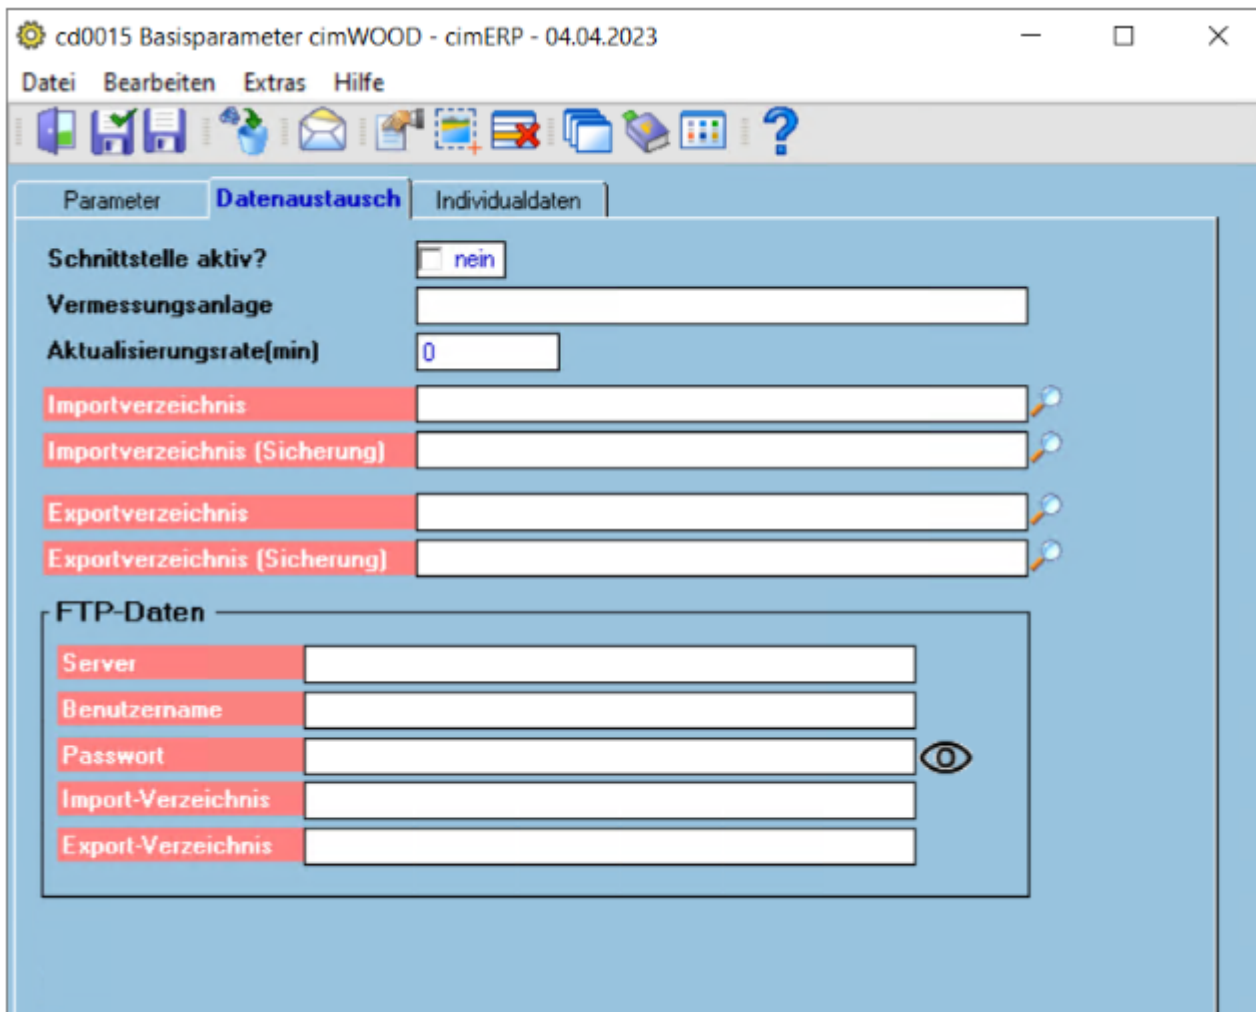 cd0015 Basisparameter cimWOOD - cimERP - 04.04.2023
Datei Bearbeiten Extras Hilfe
Parameter Datenaustausch Individualdaten
Schnittstelle aktiv? nein
Vermessungsanlage
Aktualisierungsrate(min) 0
Importverzeichnis
Importverzeichnis (Sicherung)
Exportverzeichnis
Exportverzeichnis (Sicherung)
FTP-Daten
Server
Benutzername
Passwort
Import-Verzeichnis
Export-Verzeichnis